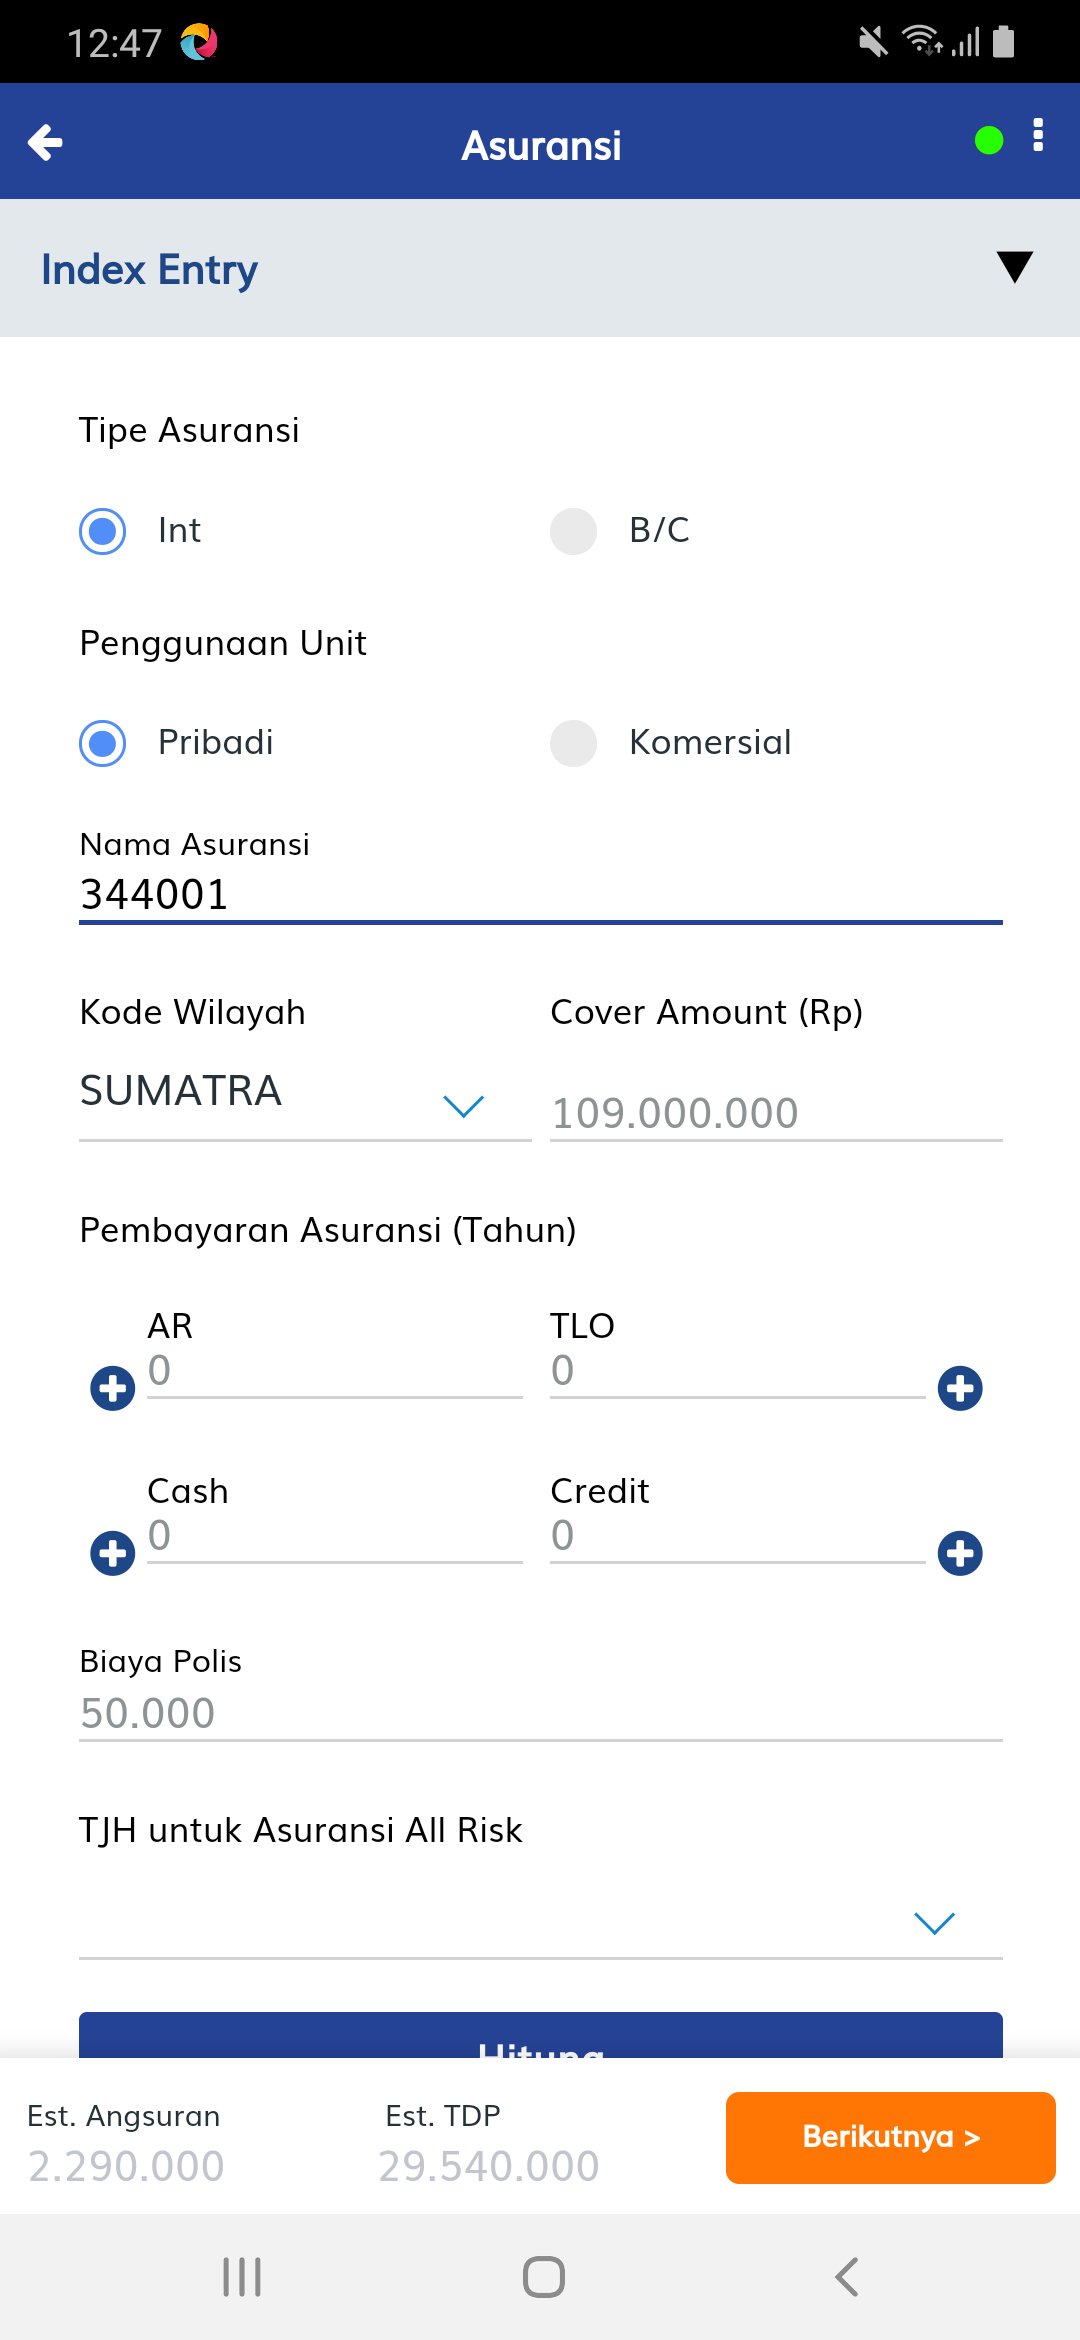 12:47
Asuransi
Index Entry
Tipe Asuransi
Int
B/C
Penggunaan Unit
Pribadi
Komersial
Nama Asuransi
344001
Kode Wilayah
Cover Amount (Rp)
SUMATRA
109.000.000
Pembayaran Asuransi (Tahun)
AR
TLO
0
0
Cash
Credit
0
0
Biaya Polis
50.000
TJH untuk Asuransi All Risk
Hitung
Est. Angsuran
Est. TDP
Berikutnya >
2.290.000
29.540.000